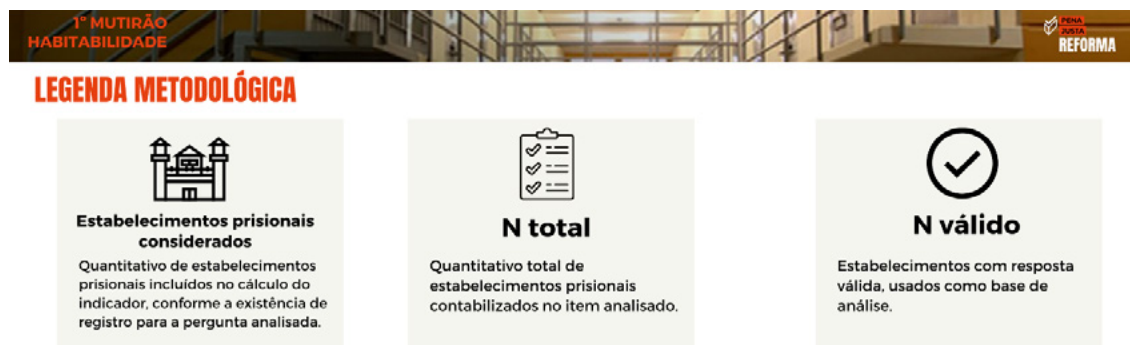 1º MUTIRÃO
HABITABILIDADE
PENA
JUSTA
REFORMA
LEGENDA METODOLÓGICA
Estabelecimentos prisionais
considerados
Quantitativo de estabelecimentos
prisionais incluídos no cálculo do
indicador, conforme a existência de
registro para a pergunta analisada.
N total
Quantitativo total de
estabelecimentos prisionais
contabilizados no item analisado.
N válido
Estabelecimentos com resposta
válida, usados como base de
análise.